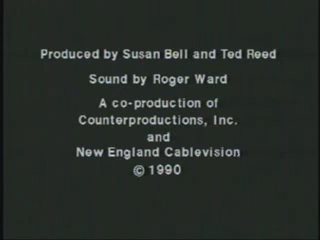 Produced by Susan Bell and Ted Reed
Sound by Roger Ward
A co-production of
Counterproductions, Inc.
and
New England Cablevision
© 1990